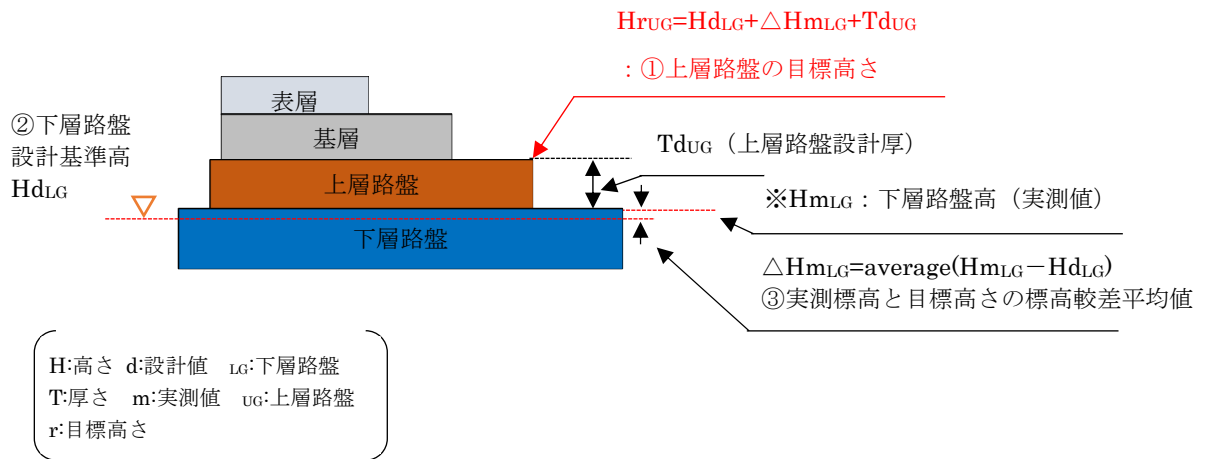 HrUG=HdLG+△HmLG+TdUG
：①上層路盤の目標高さ
表層
②下層路盤
設計基準高
HdLG
基層
TdUG（上層路盤設計厚）
上層路盤
※HmLG：下層路盤高（実測値）
下層路盤
△HmLG=average(HmLG－HdLG)
③実測標高と目標高さの標高較差平均値
H:高さ d:設計値 LG:下層路盤
T:厚さ m:実測値 UG:上層路盤
r:目標高さ